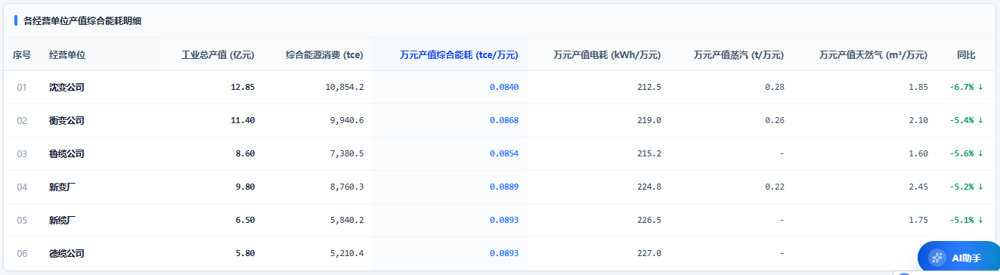 各经营单位产值综合能耗明细
序号 经营单位 工业总产值 (亿元) 综合能源消费 (tce) 万元产值综合能耗 (tce/万元) 万元产值电耗 (kWh/万元) 万元产值蒸汽 (t/万元) 万元产值天然气 (m³/万元) 同比
01 沈变公司 12.85 10,854.2 0.0840 212.5 0.28 1.85 -6.7% ↓
02 衡变公司 11.40 9,940.6 0.0868 219.0 0.26 2.10 -5.4% ↓
03 鲁缆公司 8.60 7,380.5 0.0854 215.2 - 1.60 -5.6% ↓
04 新变厂 9.80 8,760.3 0.0889 224.8 0.22 2.45 -5.2% ↓
05 新缆厂 6.50 5,840.2 0.0893 226.5 - 1.75 -5.1% ↓
06 德缆公司 5.80 5,210.4 0.0893 227.0 -
AI助手